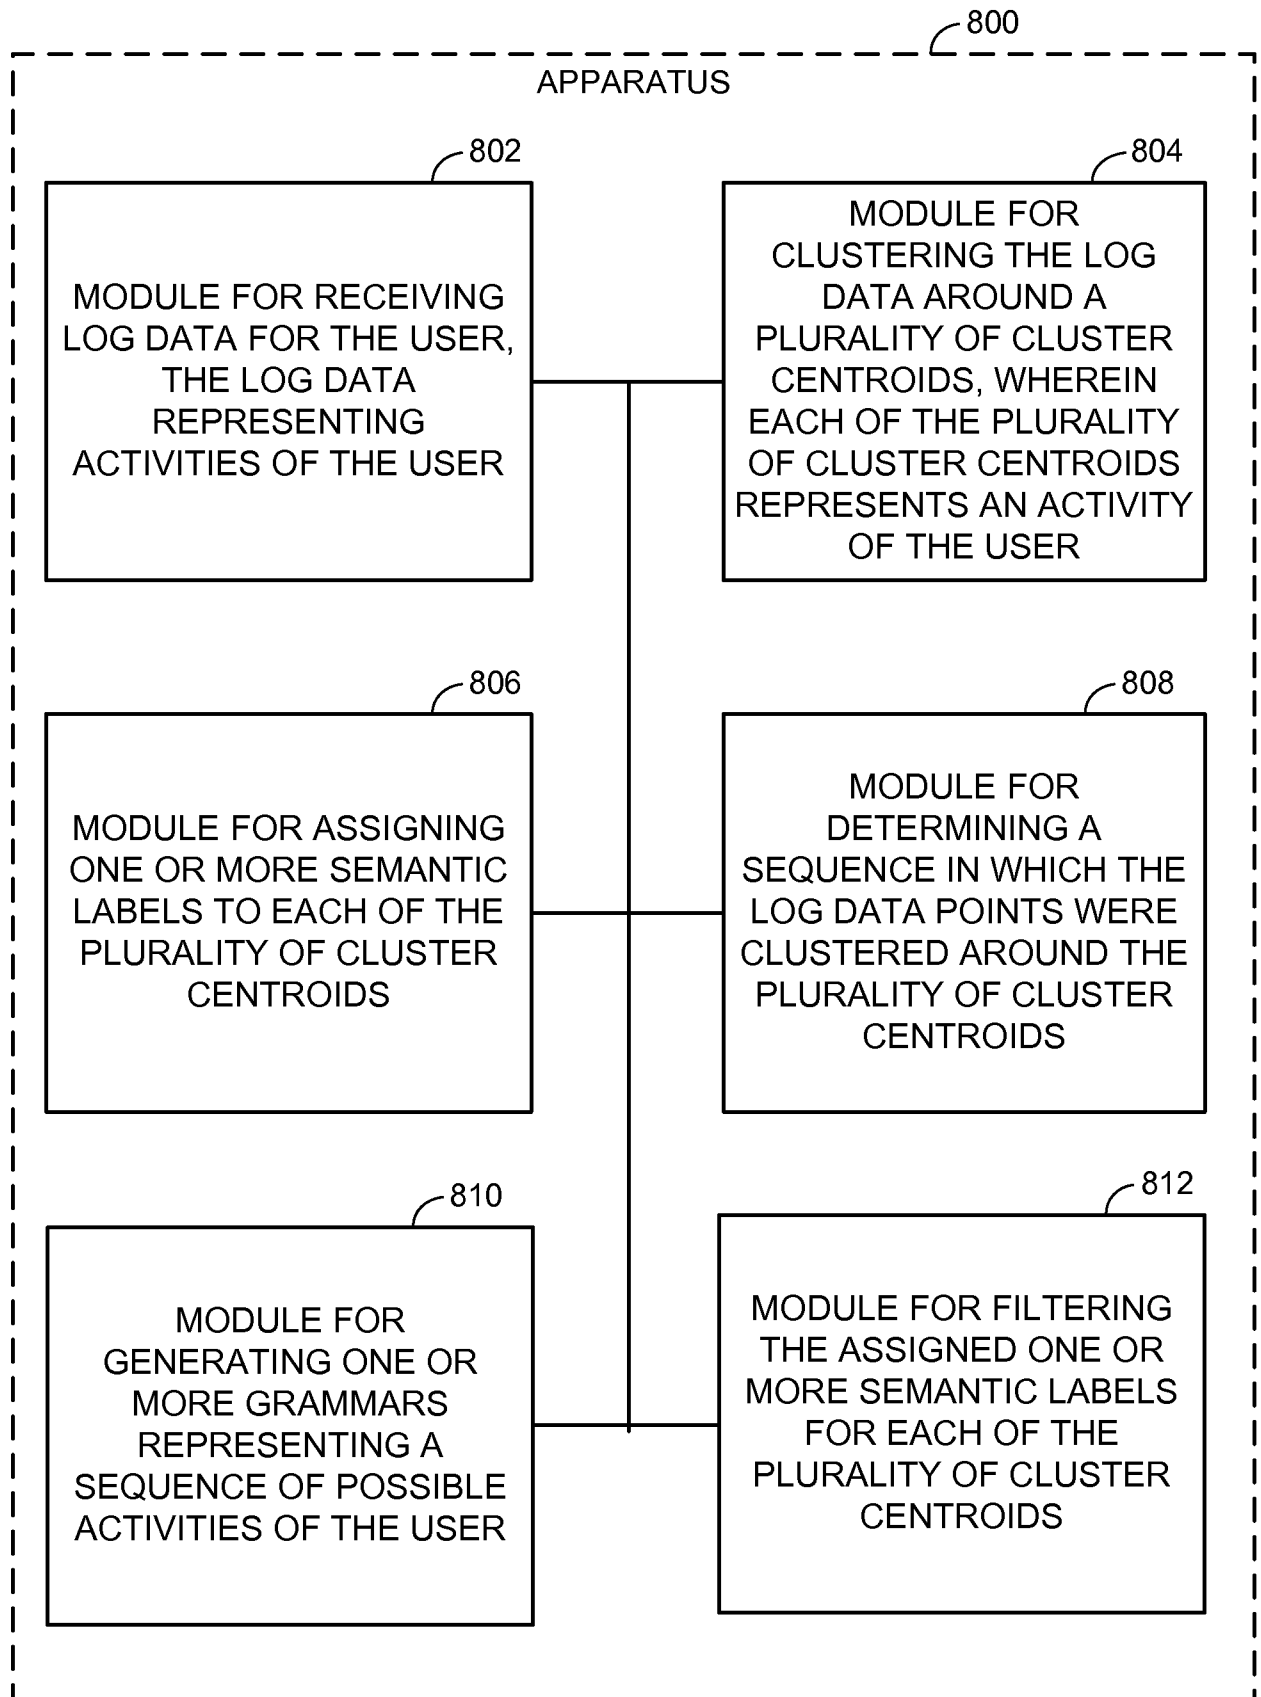 800
APPARATUS
802
MODULE FOR RECEIVING
LOG DATA FOR THE USER,
THE LOG DATA
REPRESENTING
ACTIVITIES OF THE USER
804
MODULE FOR
CLUSTERING THE LOG
DATA AROUND A
PLURALITY OF CLUSTER
CENTROIDS, WHEREIN
EACH OF THE PLURALITY
OF CLUSTER CENTROIDS
REPRESENTS AN ACTIVITY
OF THE USER
806
MODULE FOR ASSIGNING
ONE OR MORE SEMANTIC
LABELS TO EACH OF THE
PLURALITY OF CLUSTER
CENTROIDS
808
MODULE FOR
DETERMINING A
SEQUENCE IN WHICH THE
LOG DATA POINTS WERE
CLUSTERED AROUND THE
PLURALITY OF CLUSTER
CENTROIDS
810
MODULE FOR
GENERATING ONE OR
MORE GRAMMARS
REPRESENTING A
SEQUENCE OF POSSIBLE
ACTIVITIES OF THE USER
812
MODULE FOR FILTERING
THE ASSIGNED ONE OR
MORE SEMANTIC LABELS
FOR EACH OF THE
PLURALITY OF CLUSTER
CENTROIDS